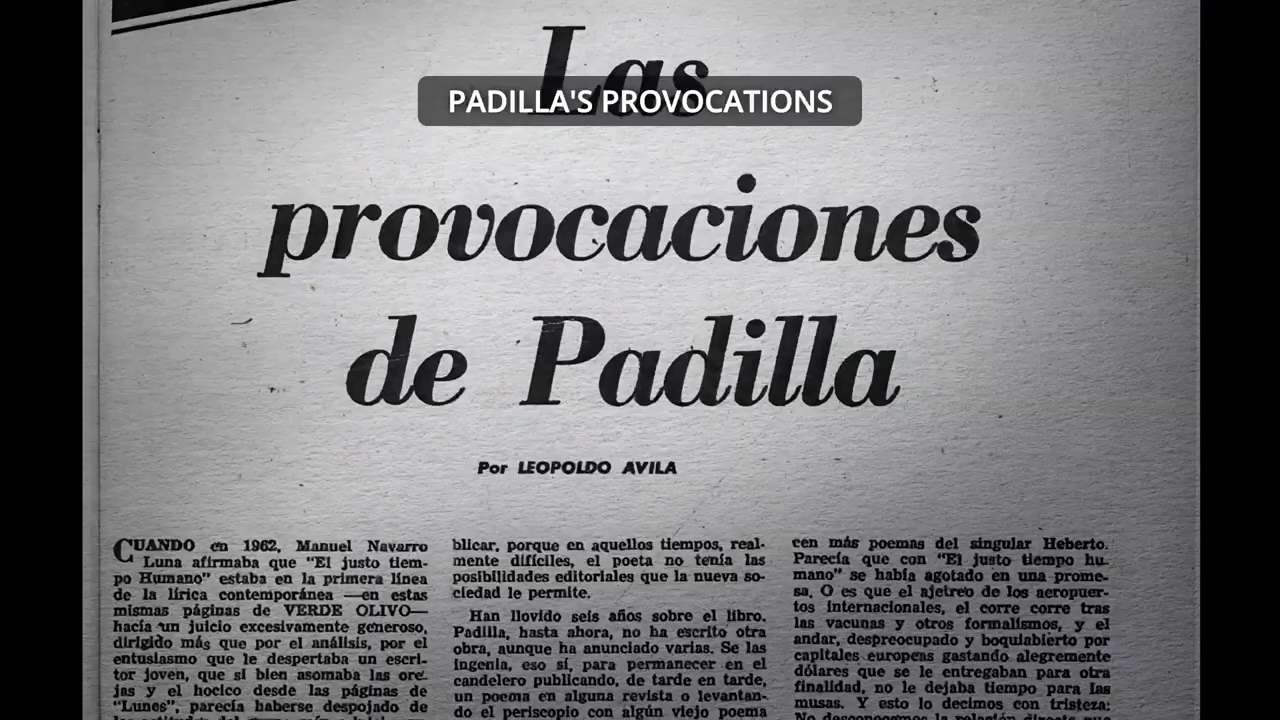 Las
PADILLA'S PROVOCATIONS
provocaciones
de Padilla
Por LEOPOLDO AVILA
CUANDO en 1962, Manuel Navarro
Luna afirmaba que "El justo tiem-
po Humano" estaba en la primera línea
de la lírica contemporánea —en estas
mismas páginas de VERDE OLIVO—
hacía un juicio excesivamente generoso,
dirigido más que por el análisis, por el
entusiasmo que le despertaba un escri-
tor joven, que si bien asomaba las ore-
jas y el hocico desde las páginas de
"Lunes", parecía haberse despojado de
blicar, porque en aquellos tiempos, real-
mente difíciles, el poeta no tenía las
posibilidades editoriales que la nueva so-
ciedad le permite.
Han llovido seis años sobre el libro.
Padilla, hasta ahora, no ha escrito otra
obra, aunque ha anunciado varias. Se las
ingenia, eso sí, para permanecer en el
candelero publicando, de tarde en tarde,
un poema en alguna revista o levantan-
do el periscopio con algún viejo poema
cen más poemas del singular Heberto.
Parecía que con "El justo tiempo hu-
mano" se había agotado en una prome-
sa. O es que el ajetreo de los aeropuer-
tos internacionales, el corre corre tras
las vacunas y otros formalismos, y el
andar, despreocupado y boquiabierto por
capitales europeas gastando alegremente
dólares que se le entregaban para otra
finalidad, no le dejaba tiempo para las
musas. Y esto lo decimos con tristeza: